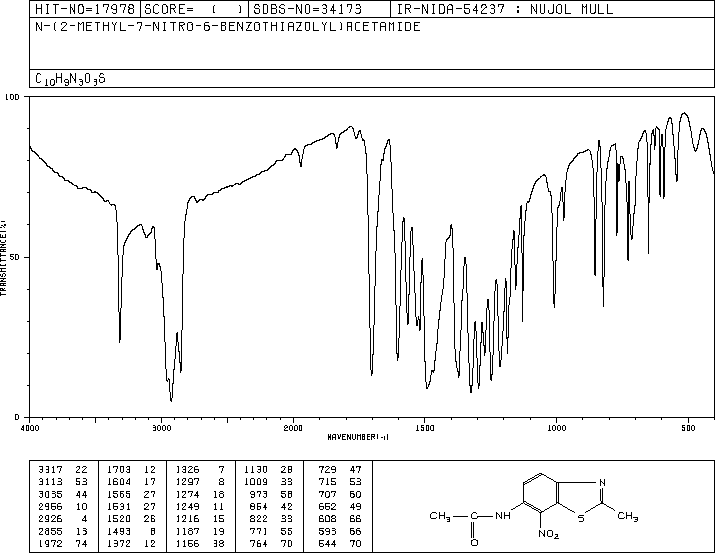 HIT-NO=17978 SCORE= ( ) SDBS-NO=34173 IR-NIDA-54237 : NUJOL MULL
N-(2-METHYL-7-NITRO-6-BENZOTHIAZOLYL)ACETAMIDE
C10H9N3O3S
100
TRANSMITTANCE(%)
50
0
4000 3000 2000 1500 1000 500
WAVENUMBER(-1)
3317 22 1703 12 1326 7 1130 28 729 47
3113 53 1604 17 1297 8 1009 33 715 53
3035 44 1565 27 1274 18 973 58 707 60
2956 10 1531 27 1249 11 854 42 652 49
2926 4 1520 26 1216 15 822 33 608 66
2855 13 1493 8 1187 19 771 55 593 66
1972 74 1372 12 1156 38 764 70 544 70
N
CH3 C NH S CH3
O NO2